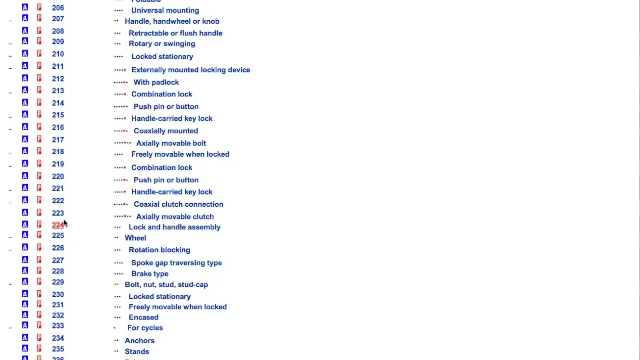 Foldable
A P 206 .... Universal mounting
- A P 207 .. Handle, handwheel or knob
A P 208 ... Retractable or flush handle
- A P 209 ... Rotary or swinging
- A P 210 .... Locked stationary
- A P 211 ..... Externally mounted locking device
A P 212 ...... With padlock
- A P 213 ..... Combination lock
A P 214 ...... Push pin or button
- A P 215 ..... Handle-carried key lock
- A P 216 ...... Coaxially mounted
A P 217 ....... Axially movable bolt
- A P 218 .... Freely movable when locked
- A P 219 ..... Combination lock
A P 220 ...... Push pin or button
- A P 221 ..... Handle-carried key lock
- A P 222 ...... Coaxial clutch connection
A P 223 ....... Axially movable clutch
A P 224 ... Lock and handle assembly
- A P 225 .. Wheel
- A P 226 ... Rotation blocking
A P 227 .... Spoke gap traversing type
A P 228 .... Brake type
- A P 229 .. Bolt, nut, stud, stud-cap
A P 230 ... Locked stationary
A P 231 ... Freely movable when locked
A P 232 ... Encased
- A P 233 . For cycles
A P 234 .. Anchors
A P 235 .. Stands